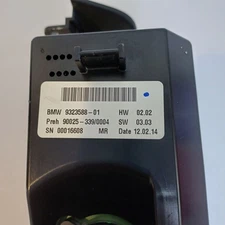 BMW 9323588-01 HW 02.02
Preh 90025-339/0004 SW 03.03
SN 00016608 MR Date 12.02.14